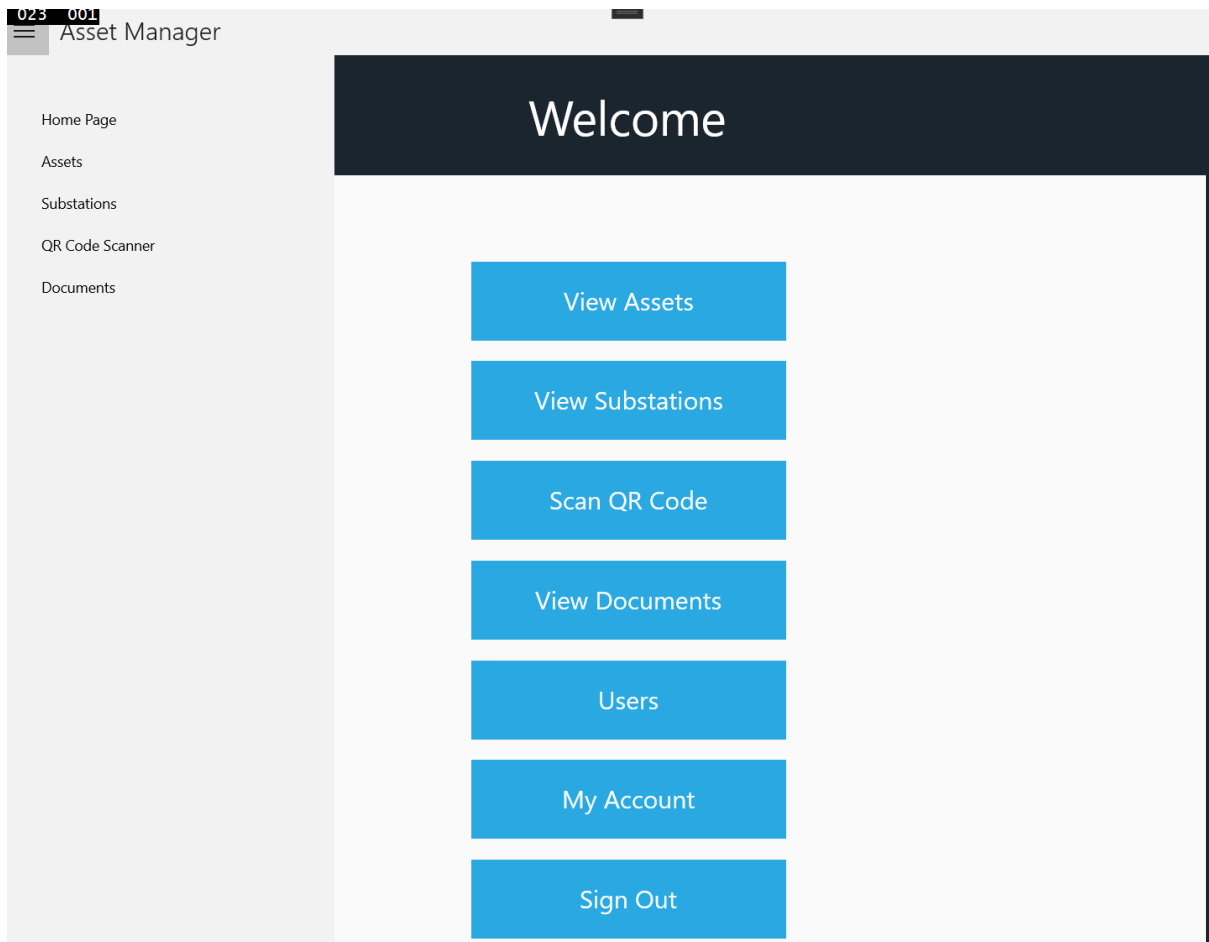 023 001
Asset Manager
Home Page
Assets
Substations
QR Code Scanner
Documents
Welcome
View Assets
View Substations
Scan QR Code
View Documents
Users
My Account
Sign Out